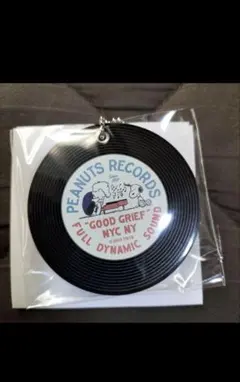 PEANUTS RECORDS
"GOOD GRIEF"
NYC NY
FULL DYNAMIC SOUND